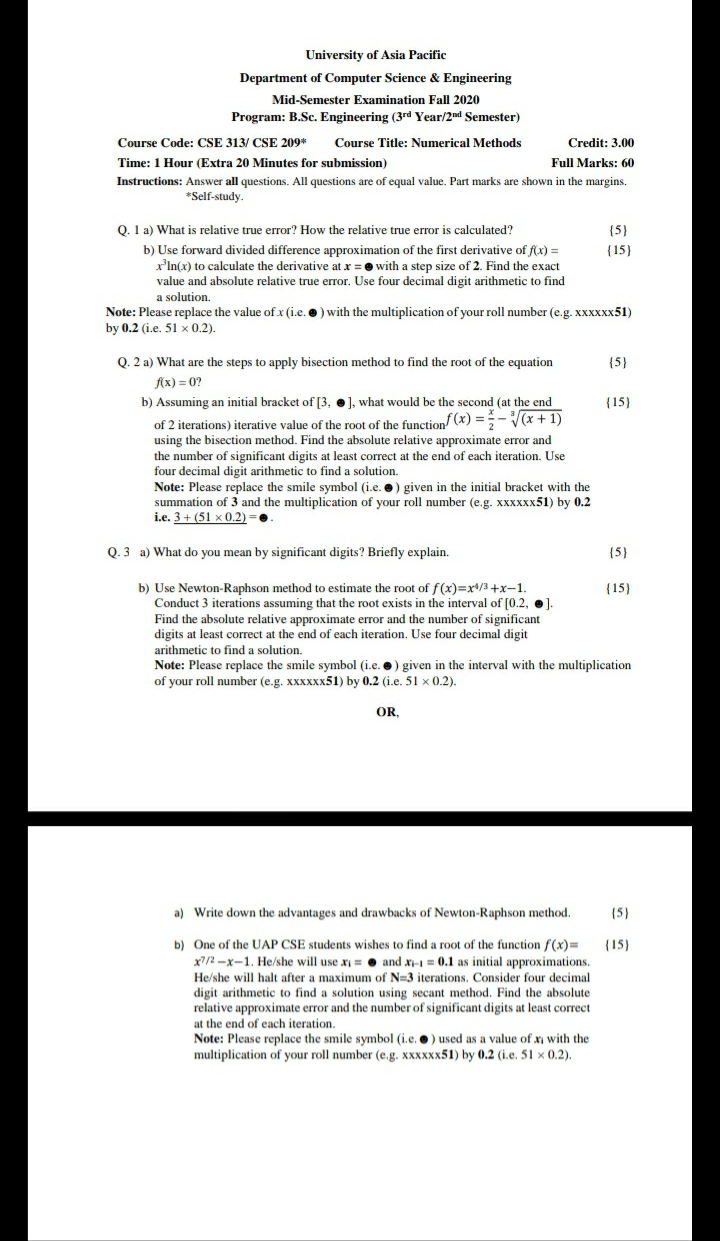 University of Asia Pacific
Department of Computer Science & Engineering
Mid-Semester Examination Fall 2020
Program: B.Sc. Engineering (3rd Year/2nd Semester)
Course Code: CSE 313/ CSE 209* Course Title: Numerical Methods Credit: 3.00
Time: 1 Hour (Extra 20 Minutes for submission) Full Marks: 60
Instructions: Answer all questions. All questions are of equal value. Part marks are shown in the margins.
*Self-study.
Q. 1 a) What is relative true error? How the relative true error is calculated? {5}
b) Use forward divided difference approximation of the first derivative of f(x) = {15}
x³ln(x) to calculate the derivative at x = ☻ with a step size of 2. Find the exact
value and absolute relative true error. Use four decimal digit arithmetic to find
a solution.
Note: Please replace the value of x (i.e. ☻ ) with the multiplication of your roll number (e.g. xxxxxx51)
by 0.2 (i.e. 51 × 0.2).
Q. 2 a) What are the steps to apply bisection method to find the root of the equation {5}
f(x) = 0?
b) Assuming an initial bracket of [3, ☻ ], what would be the second (at the end {15}
of 2 iterations) iterative value of the root of the function f(x) = x/2 − ∛(x + 1)
using the bisection method. Find the absolute relative approximate error and
the number of significant digits at least correct at the end of each iteration. Use
four decimal digit arithmetic to find a solution.
Note: Please replace the smile symbol (i.e. ☻ ) given in the initial bracket with the
summation of 3 and the multiplication of your roll number (e.g. xxxxxx51) by 0.2
i.e. 3 + (51 × 0.2) = ☻ .
Q. 3 a) What do you mean by significant digits? Briefly explain. {5}
b) Use Newton-Raphson method to estimate the root of f(x)=x⁴/³ +x−1. {15}
Conduct 3 iterations assuming that the root exists in the interval of [0.2, ☻ ].
Find the absolute relative approximate error and the number of significant
digits at least correct at the end of each iteration. Use four decimal digit
arithmetic to find a solution.
Note: Please replace the smile symbol (i.e. ☻ ) given in the interval with the multiplication
of your roll number (e.g. xxxxxx51) by 0.2 (i.e. 51 × 0.2).
OR,
a) Write down the advantages and drawbacks of Newton-Raphson method. {5}
b) One of the UAP CSE students wishes to find a root of the function f(x)= {15}
x⁷/² −x−1. He/she will use xᵢ = ☻ and xᵢ₋₁ = 0.1 as initial approximations.
He/she will halt after a maximum of N=3 iterations. Consider four decimal
digit arithmetic to find a solution using secant method. Find the absolute
relative approximate error and the number of significant digits at least correct
at the end of each iteration.
Note: Please replace the smile symbol (i.e. ☻ ) used as a value of xᵢ with the
multiplication of your roll number (e.g. xxxxxx51) by 0.2 (i.e. 51 × 0.2).